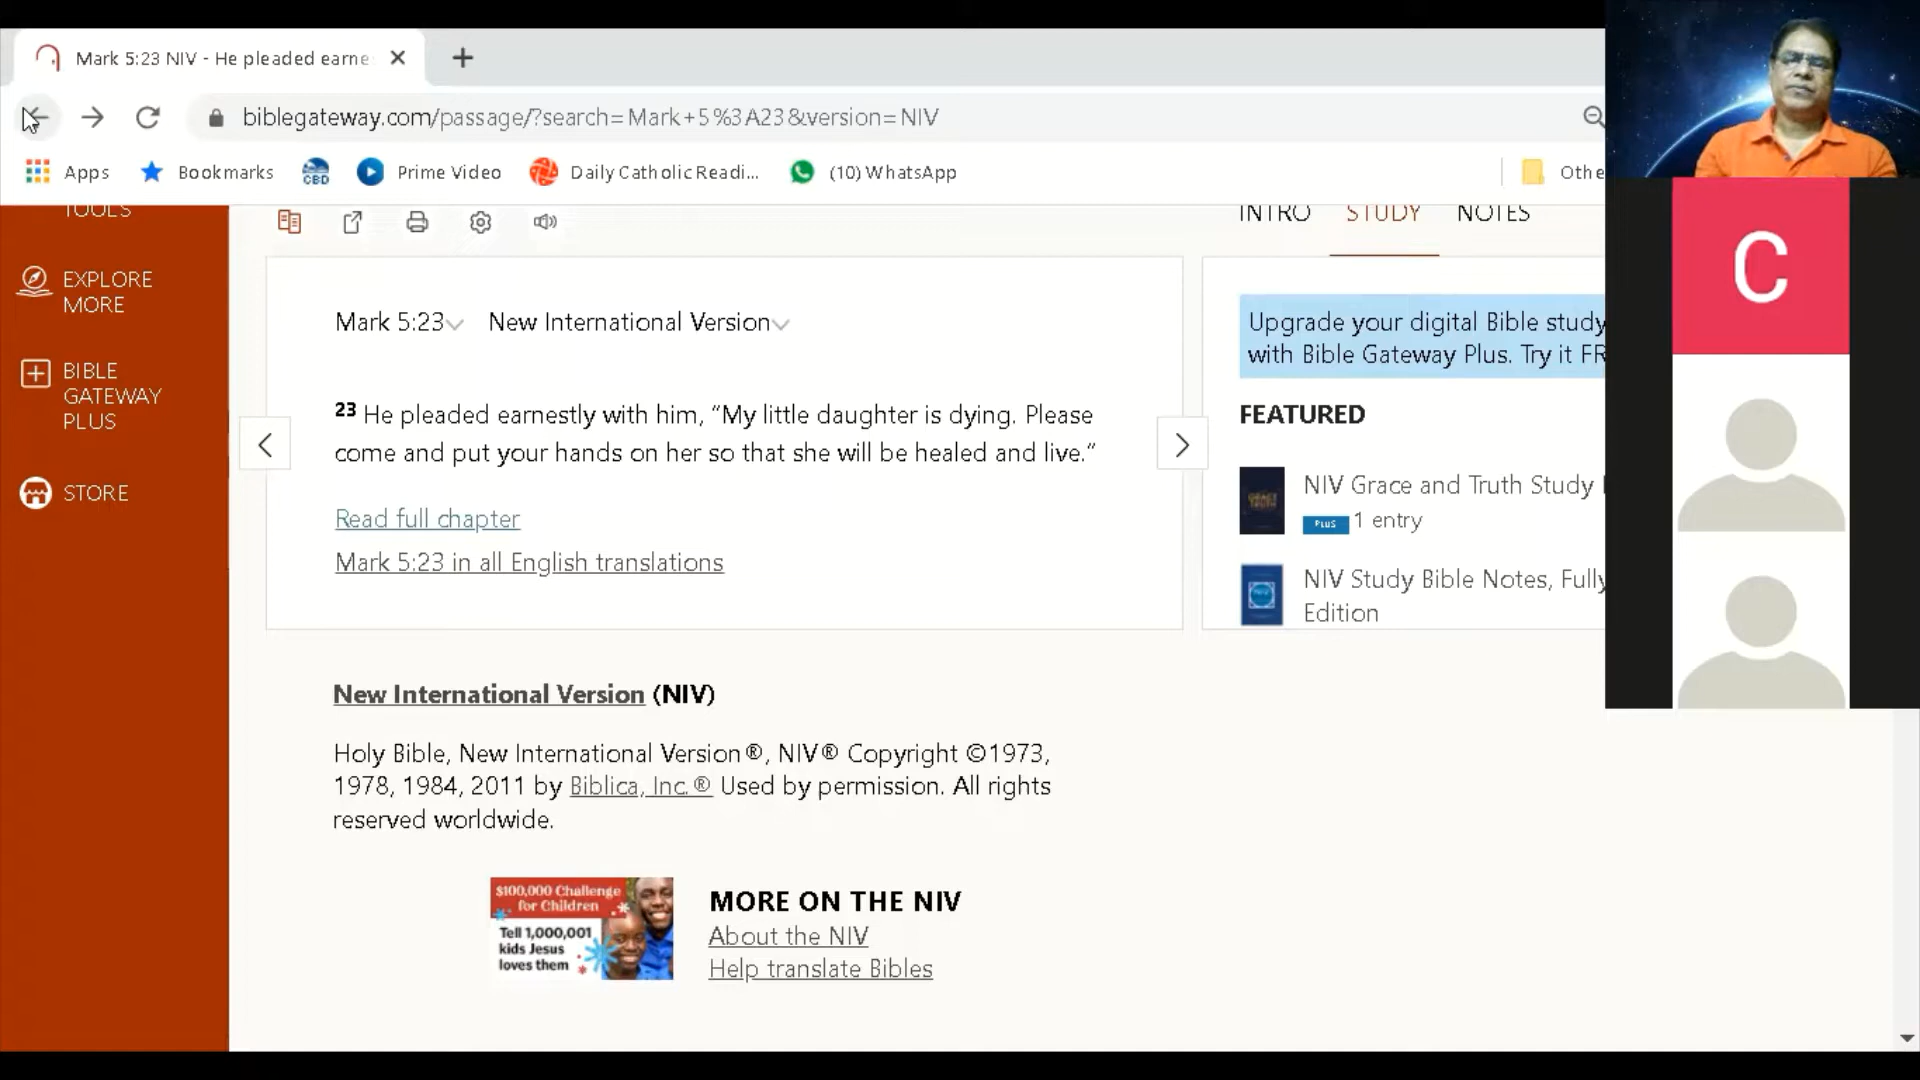 Mark 5:23 NIV - He pleaded earne
biblegateway.com/passage/?search=Mark+5%3A23&version=NIV
Apps Bookmarks CBD Prime Video Daily Catholic Readi... (10) WhatsApp Othe
TOOLS
EXPLORE
MORE
BIBLE
GATEWAY
PLUS
STORE
INTRO STUDY NOTES
Mark 5:23 New International Version
23 He pleaded earnestly with him, “My little daughter is dying. Please
come and put your hands on her so that she will be healed and live.”
Read full chapter
Mark 5:23 in all English translations
Upgrade your digital Bible study
with Bible Gateway Plus. Try it FR
FEATURED
NIV Grace and Truth Study
PLUS 1 entry
NIV Study Bible Notes, Fully
Edition
C
New International Version (NIV)
Holy Bible, New International Version®, NIV® Copyright ©1973,
1978, 1984, 2011 by Biblica, Inc.® Used by permission. All rights
reserved worldwide.
$100,000 Challenge
for Children
Tell 1,000,001
kids Jesus
loves them
MORE ON THE NIV
About the NIV
Help translate Bibles